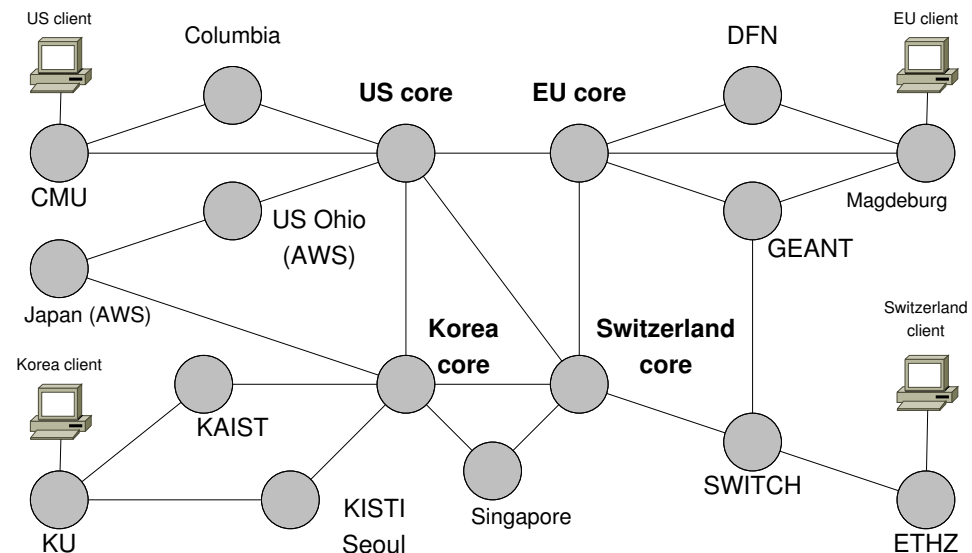 US client
Columbia
US core
EU core
DFN
EU client
CMU
US Ohio
(AWS)
Magdeburg
GEANT
Japan (AWS)
Korea
core
Switzerland
core
Switzerland
client
Korea client
KAIST
SWITCH
KISTI
Seoul
Singapore
KU
ETHZ